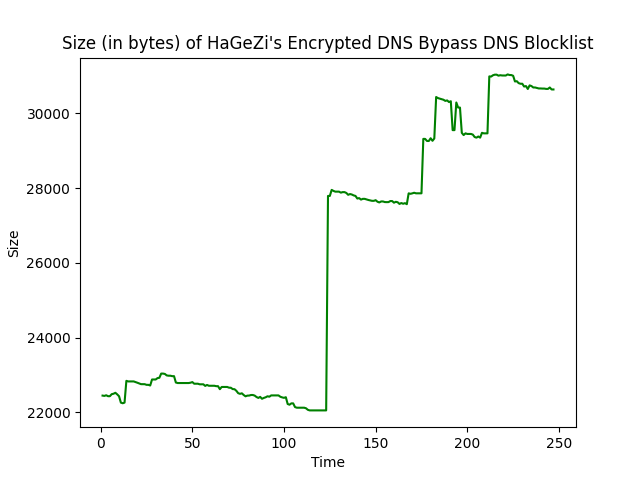 Size (in bytes) of HaGeZi's Encrypted DNS Bypass DNS Blocklist
30000
28000
26000
24000
22000
Size
0 50 100 150 200 250
Time